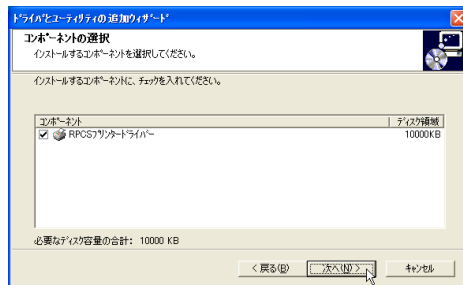 ﾄﾞﾗｲﾊﾞとﾕｰﾃｨﾘﾃｨの追加ｳｨｻﾞｰﾄﾞ
ｺﾝﾎﾟｰﾈﾝﾄの選択
ｲﾝｽﾄｰﾙするｺﾝﾎﾟｰﾈﾝﾄを選択してください。
ｲﾝｽﾄｰﾙするｺﾝﾎﾟｰﾈﾝﾄに、ﾁｪｯｸを入れてください。
ｺﾝﾎﾟｰﾈﾝﾄ ﾃﾞｨｽｸ領域
RPCSﾌﾟﾘﾝﾀｰﾄﾞﾗｲﾊﾞｰ 10000KB
必要なﾃﾞｨｽｸ容量の合計: 10000 KB
< 戻る(B) 次へ(N) > ｷｬﾝｾﾙ